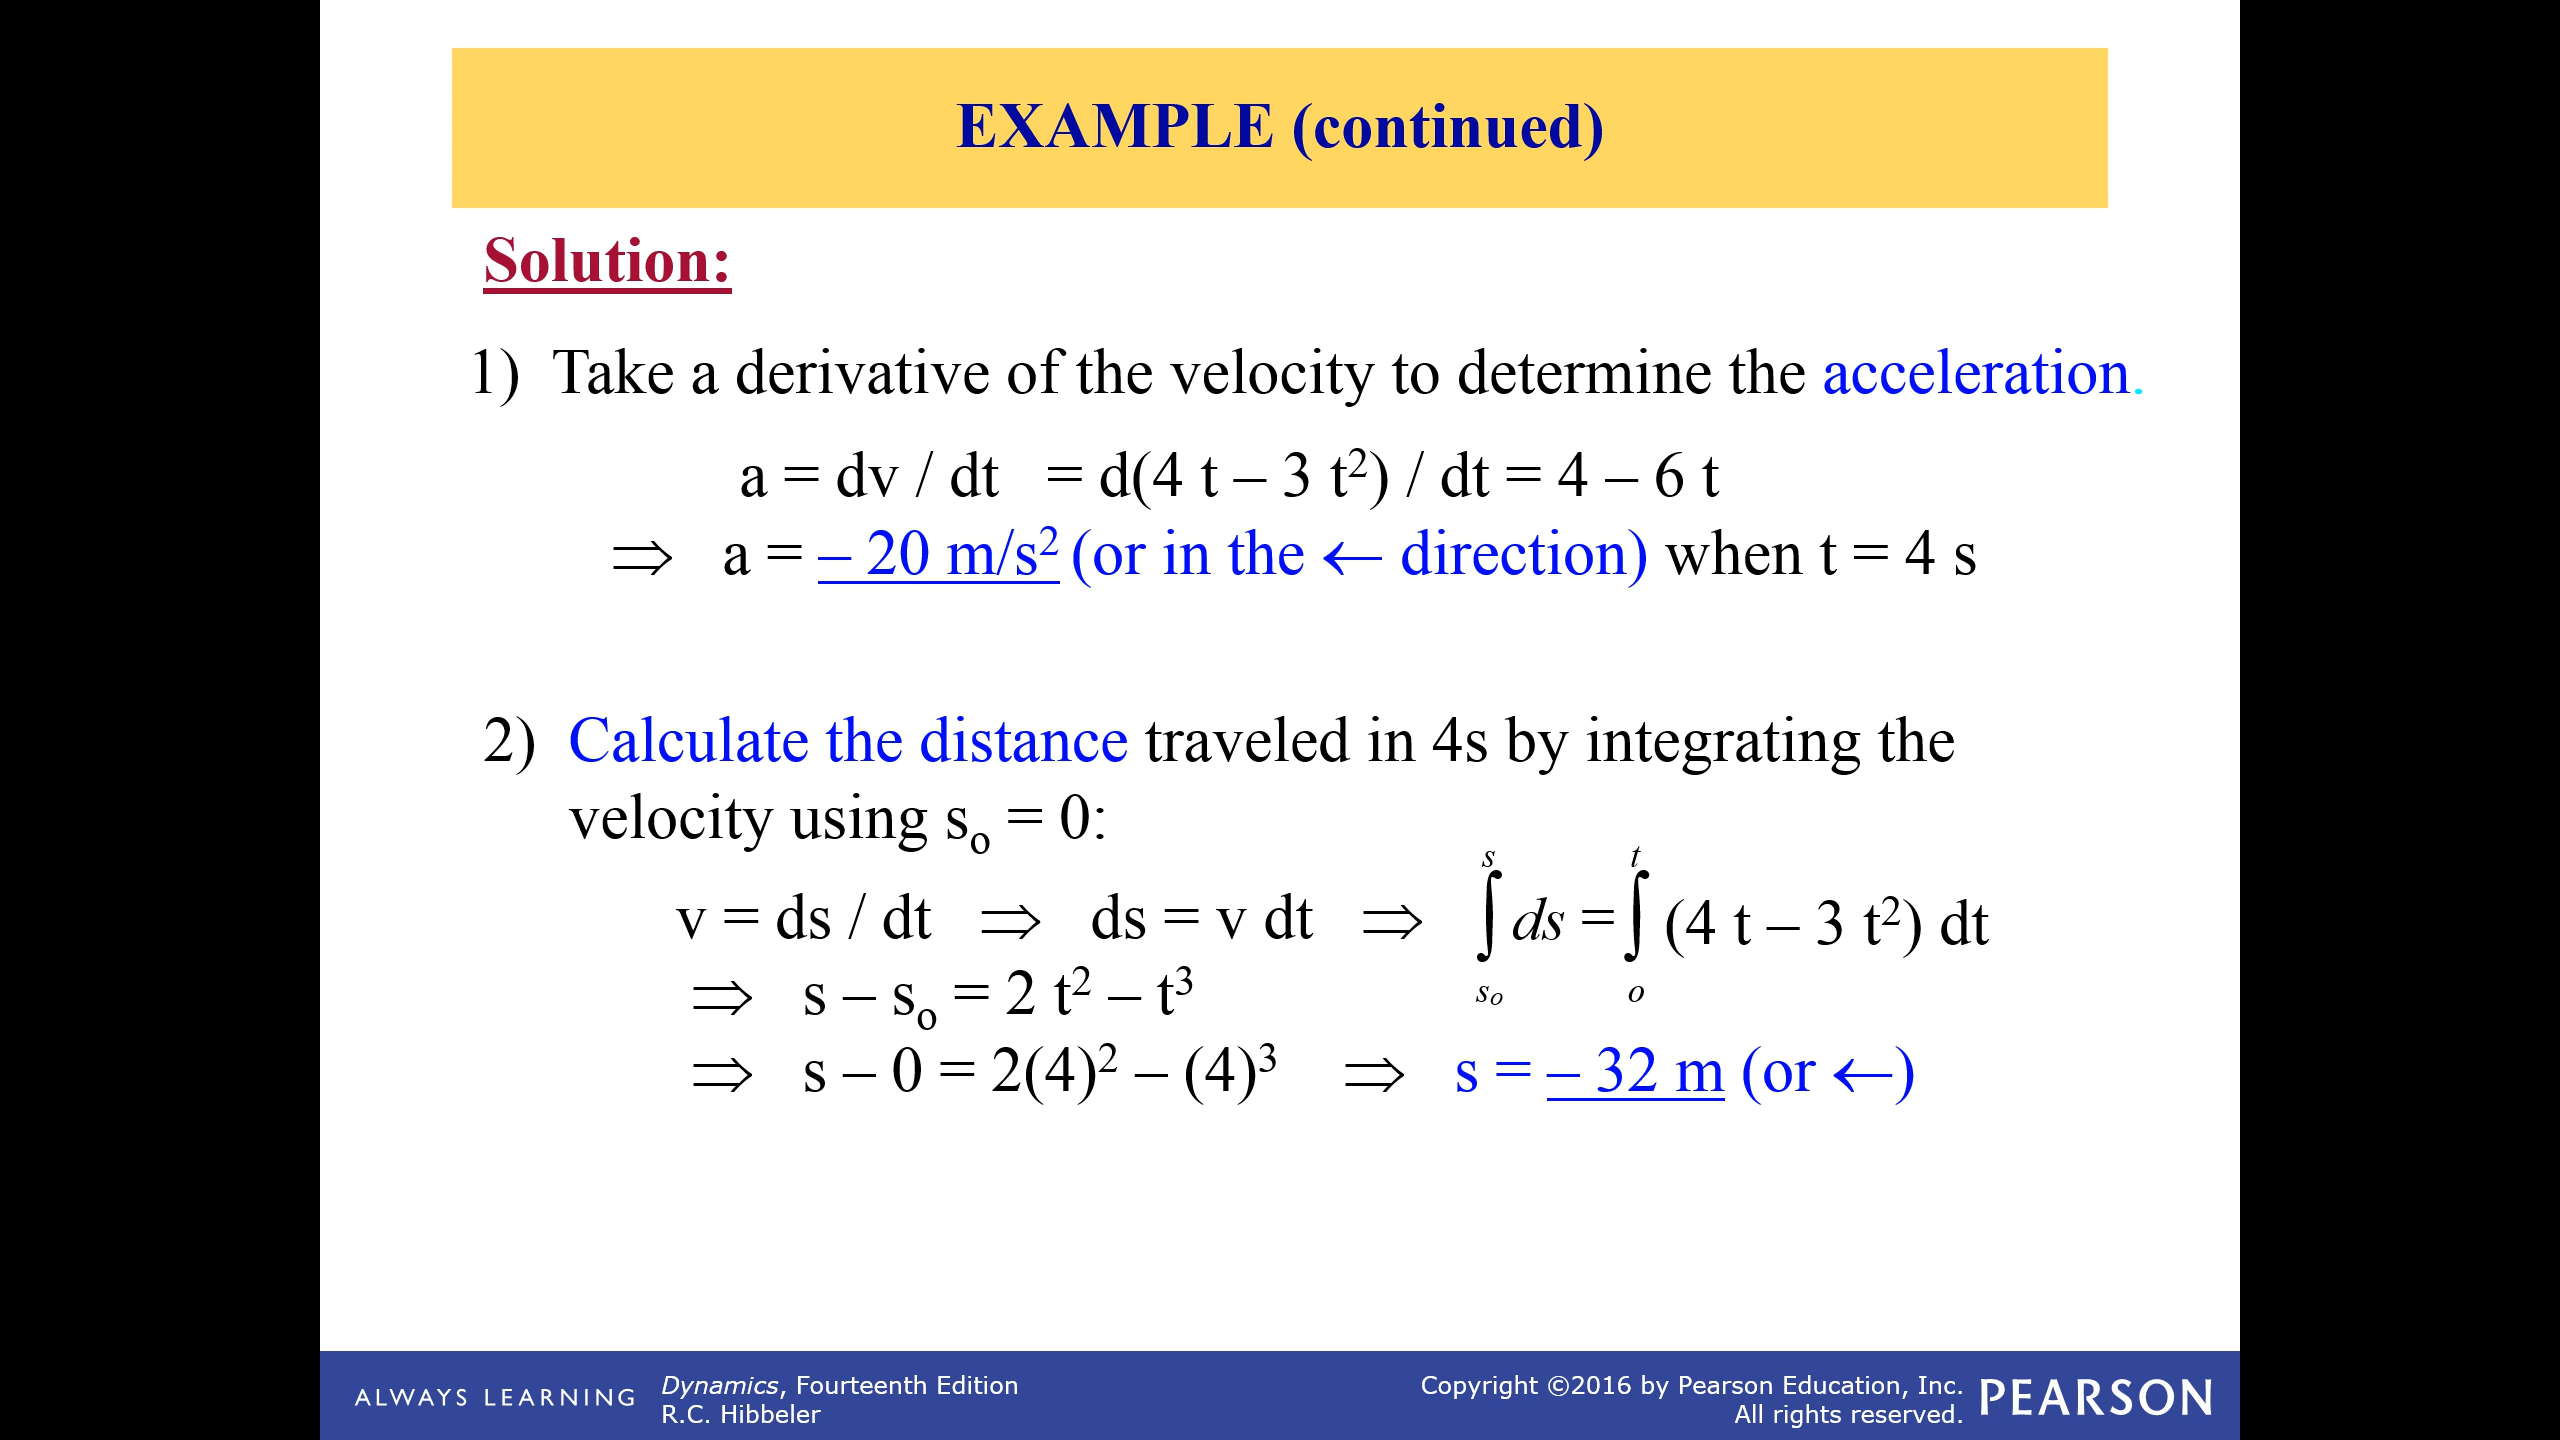 EXAMPLE (continued)
Solution:
1) Take a derivative of the velocity to determine the acceleration.
a = dv / dt = d(4 t – 3 t²) / dt = 4 – 6 t
⇒ a = – 20 m/s² (or in the ← direction) when t = 4 s
2) Calculate the distance traveled in 4s by integrating the
velocity using sₒ = 0:
v = ds / dt ⇒ ds = v dt ⇒ ∫ₛₒˢ ds = ∫ₒᵗ (4 t – 3 t²) dt
⇒ s – sₒ = 2 t² – t³
⇒ s – 0 = 2(4)² – (4)³ ⇒ s = – 32 m (or ←)
ALWAYS LEARNING
Dynamics, Fourteenth Edition
R.C. Hibbeler
Copyright ©2016 by Pearson Education, Inc.
All rights reserved.
PEARSON